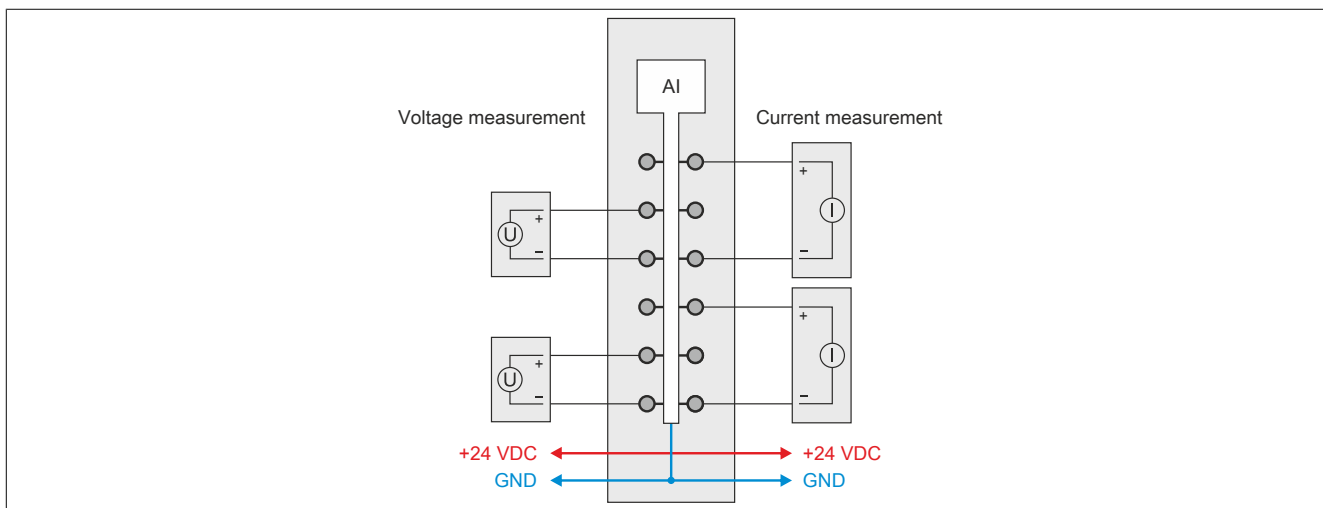 AI
Voltage measurement
Current measurement
+
I
−
U
+
−
+
I
−
U
+
−
+24 VDC
+24 VDC
GND
GND